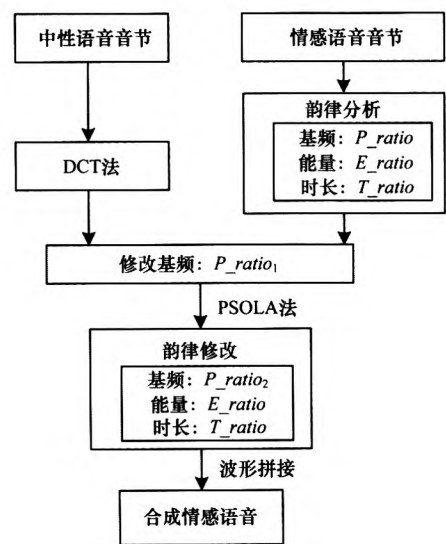 中性语音音节
情感语音音节
韵律分析
基频：P_ratio
能量：E_ratio
时长：T_ratio
DCT法
修改基频：P_ratio₁
PSOLA法
韵律修改
基频：P_ratio₂
能量：E_ratio
时长：T_ratio
波形拼接
合成情感语音